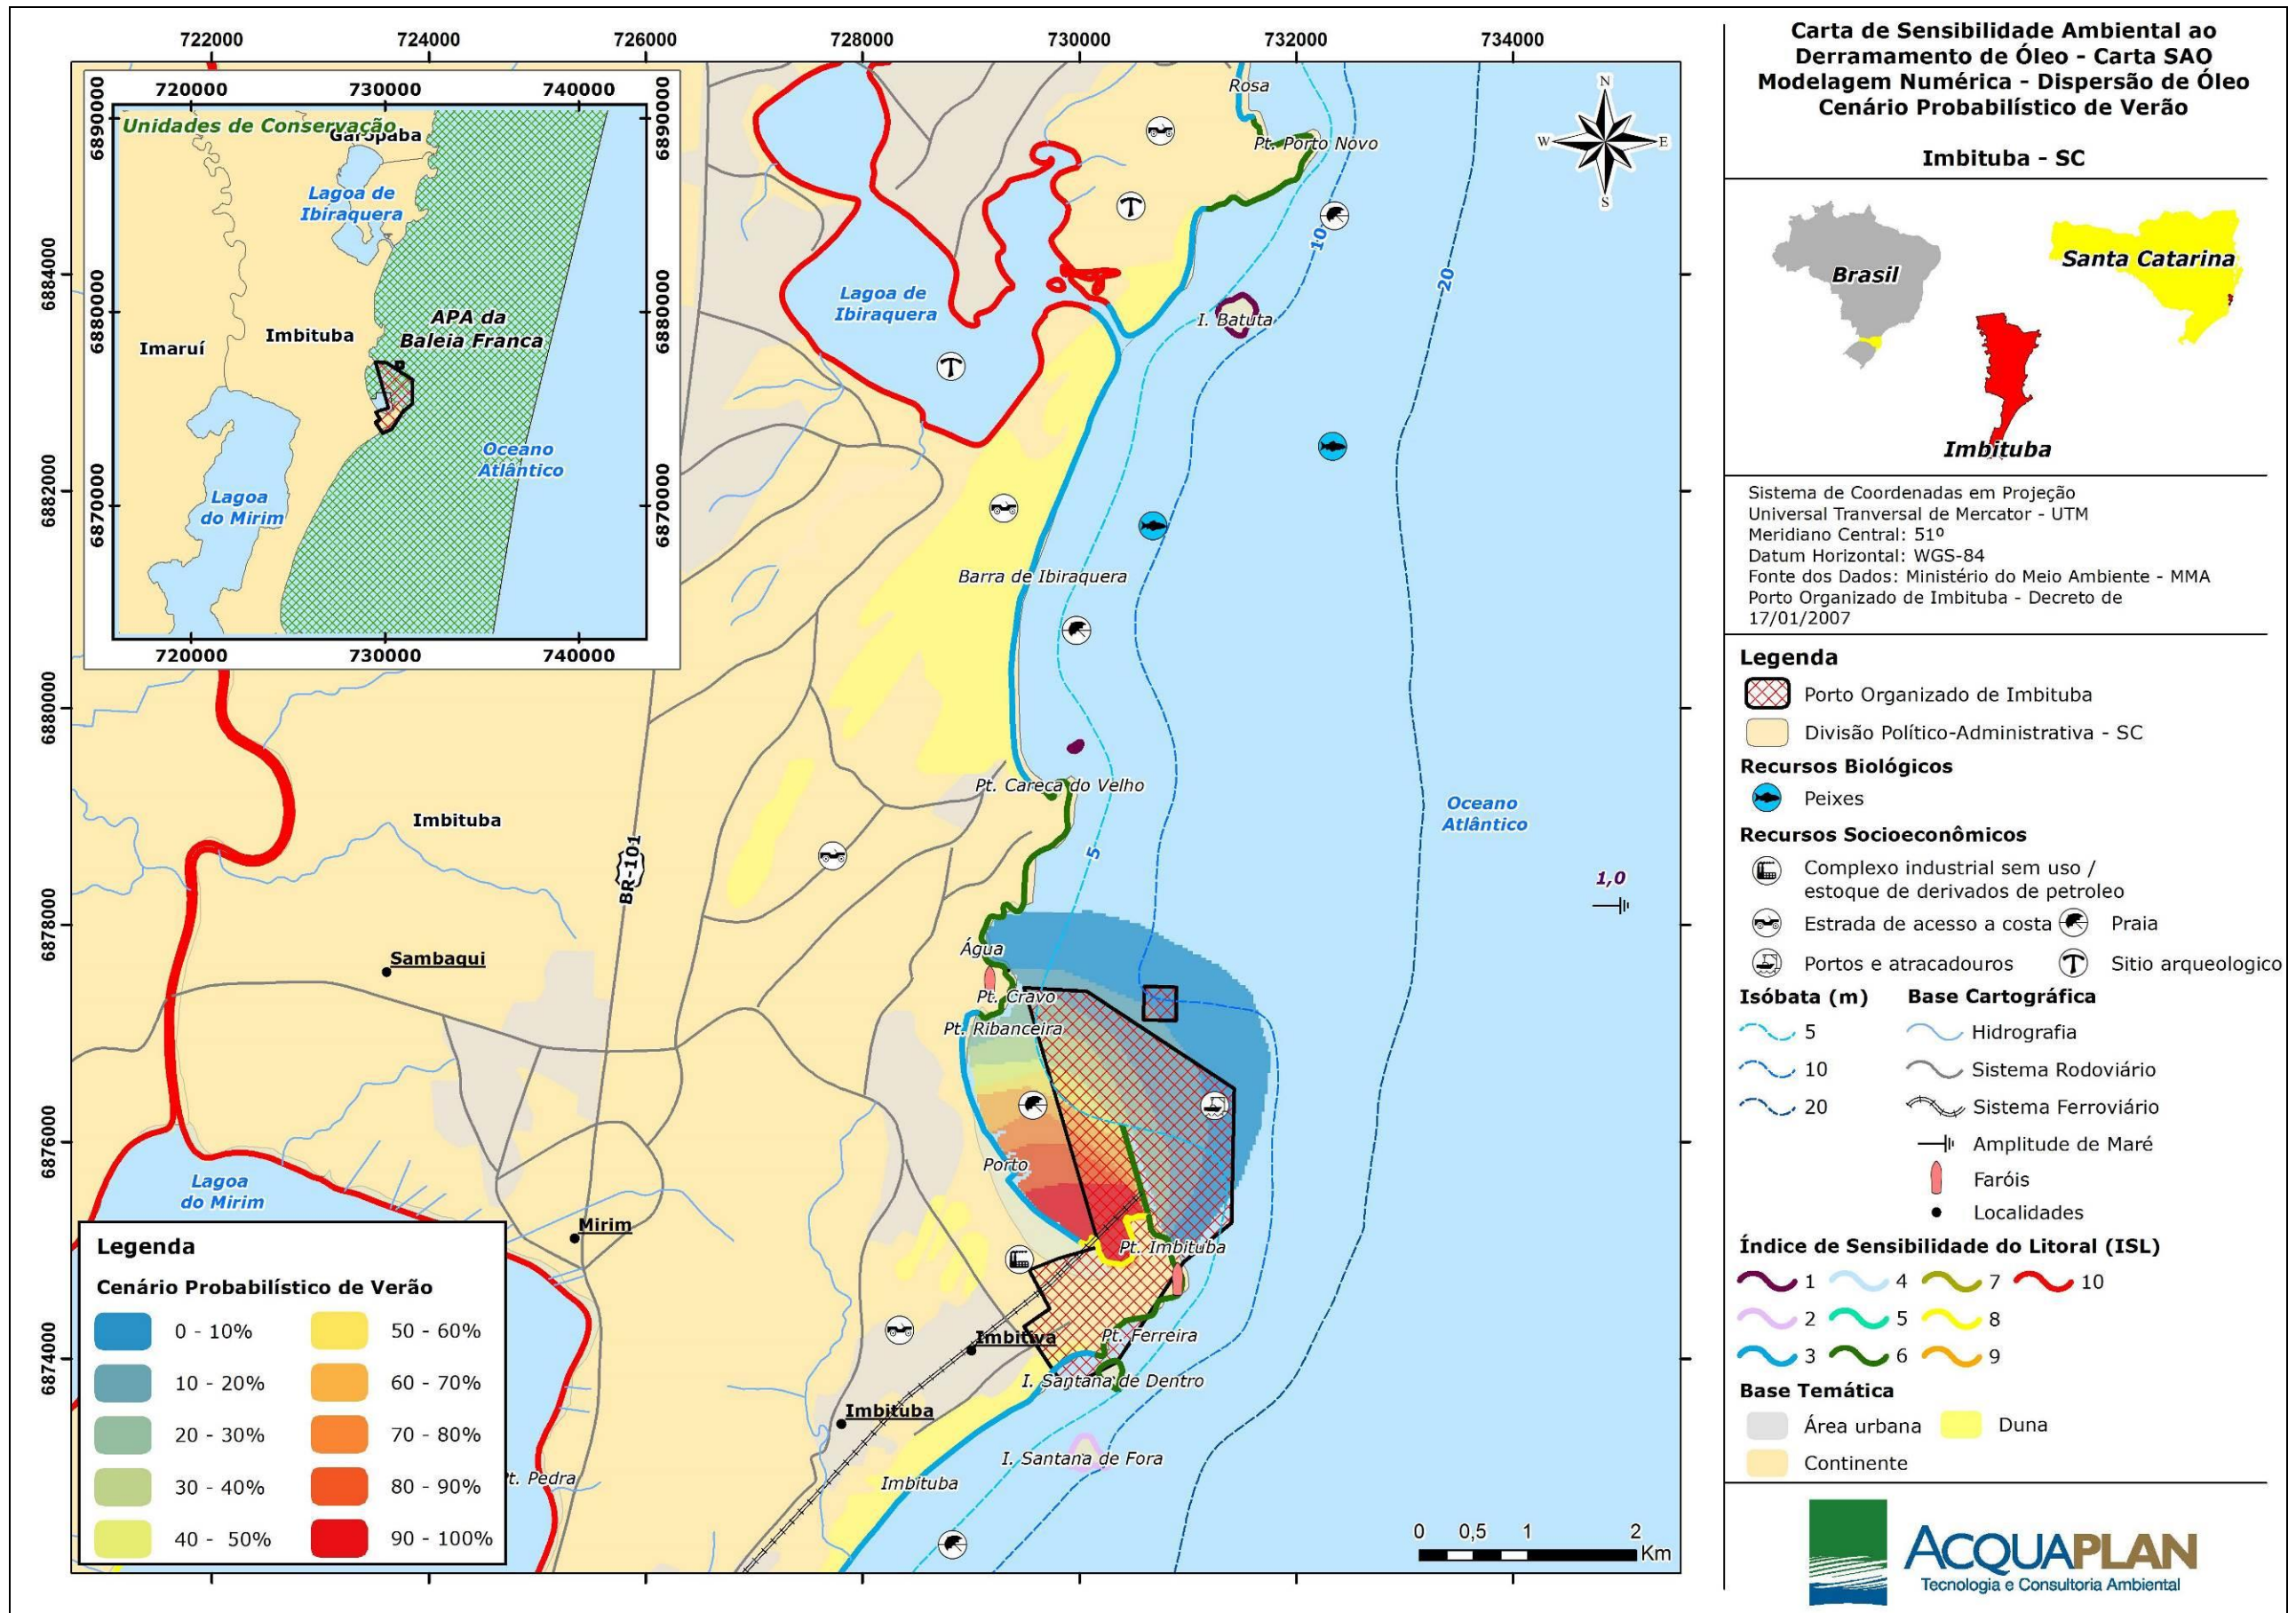 722000
724000
726000
728000
730000
732000
734000
6884000
6882000
6880000
6878000
6876000
6874000
720000
730000
740000
6890000
6880000
6870000
6890000
6880000
6870000
720000
730000
740000
Unidades de Conservação
Garopaba
Lagoa de
Ibiraquera
APA da
Baleia Franca
Imbituba
Imaruí
Oceano
Atlântico
Lagoa
do Mirim
Rosa
Pt. Porto Novo
N
W
E
S
10
20
Lagoa de
Ibiraquera
I. Batuta
Barra de Ibiraquera
Pt. Careca do Velho
Imbituba
BR-101
5
Oceano
Atlântico
1,0
Sambaqui
Água
Pt. Cravo
Pt. Ribanceira
Porto
Lagoa
do Mirim
Mirim
Pt. Imbituba
Imbitiva
Pt. Ferreira
I. Santana de Dentro
Imbituba
I. Santana de Fora
Imbituba
Pt. Pedra
0
0,5
1
2
Km
Legenda
Cenário Probabilístico de Verão
0 - 10%
10 - 20%
20 - 30%
30 - 40%
40 - 50%
50 - 60%
60 - 70%
70 - 80%
80 - 90%
90 - 100%
Carta de Sensibilidade Ambiental ao
Derramamento de Óleo - Carta SAO
Modelagem Numérica - Dispersão de Óleo
Cenário Probabilístico de Verão
Imbituba - SC
Brasil
Santa Catarina
Imbituba
Sistema de Coordenadas em Projeção
Universal Tranversal de Mercator - UTM
Meridiano Central: 51º
Datum Horizontal: WGS-84
Fonte dos Dados: Ministério do Meio Ambiente - MMA
Porto Organizado de Imbituba - Decreto de
17/01/2007
Legenda
Porto Organizado de Imbituba
Divisão Político-Administrativa - SC
Recursos Biológicos
Peixes
Recursos Socioeconômicos
Complexo industrial sem uso /
estoque de derivados de petroleo
Estrada de acesso a costa
Praia
Portos e atracadouros
Sitio arqueologico
Isóbata (m)
5
10
20
Base Cartográfica
Hidrografia
Sistema Rodoviário
Sistema Ferroviário
Amplitude de Maré
Faróis
Localidades
Índice de Sensibilidade do Litoral (ISL)
1
4
7
10
2
5
8
3
6
9
Base Temática
Área urbana
Duna
Continente
ACQUAPLAN
Tecnologia e Consultoria Ambiental